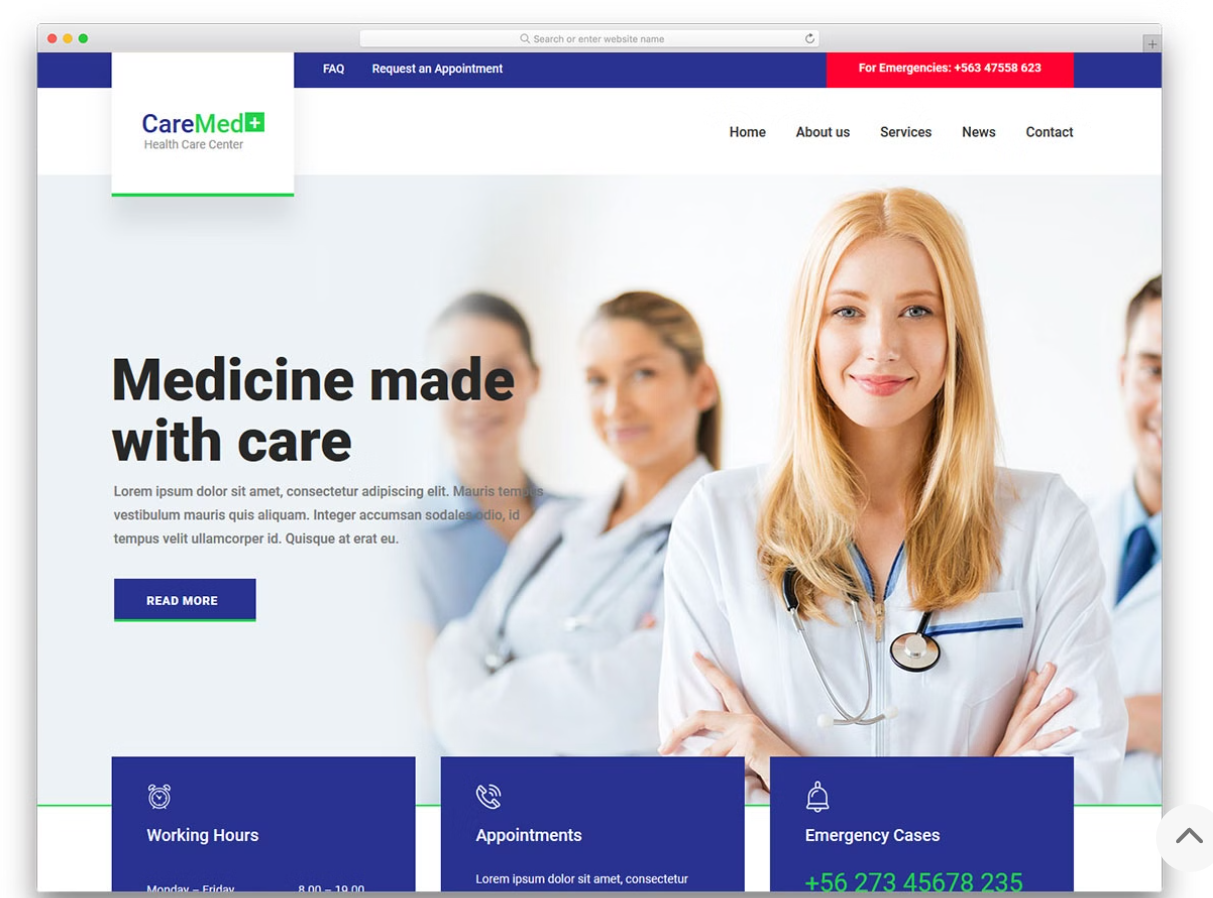 Search or enter website name
FAQ Request an Appointment For Emergencies: +563 47558 623
CareMed+
Health Care Center
Home About us Services News Contact
Medicine made
with care
Lorem ipsum dolor sit amet, consectetur adipiscing elit. Mauris tempus
vestibulum mauris quis aliquam. Integer accumsan sodales odio, id
tempus velit ullamcorper id. Quisque at erat eu.
READ MORE
Working Hours
Monday – Friday 8.00 – 19.00
Appointments
Lorem ipsum dolor sit amet, consectetur
Emergency Cases
+56 273 45678 235